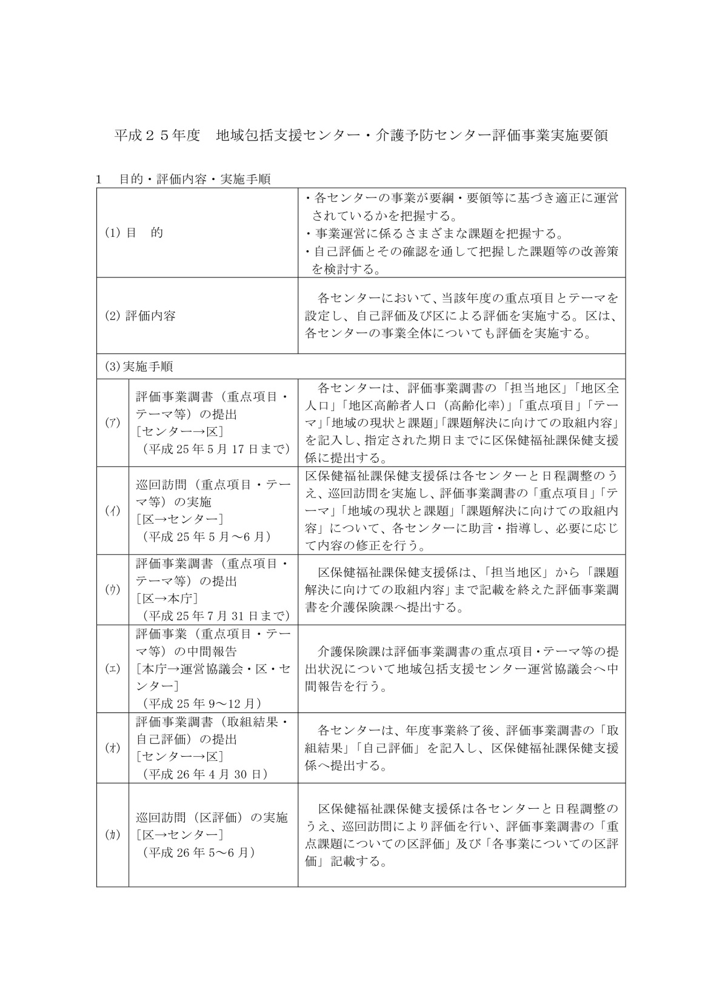 平成２５年度　地域包括支援センター・介護予防センター評価事業実施要領
1　目的・評価内容・実施手順
(1) 目　的
・各センターの事業が要綱・要領等に基づき適正に運営
されているかを把握する。
・事業運営に係るさまざまな課題を把握する。
・自己評価とその確認を通して把握した課題等の改善策
を検討する。
(2) 評価内容
各センターにおいて、当該年度の重点項目とテーマを
設定し、自己評価及び区による評価を実施する。区は、
各センターの事業全体についても評価を実施する。
(3) 実施手順
(ｱ)
評価事業調書（重点項目・
テーマ等）の提出
［センター→区］
（平成 25 年 5 月 17 日まで）
各センターは、評価事業調書の「担当地区」「地区全
人口」「地区高齢者人口（高齢化率）」「重点項目」「テー
マ」「地域の現状と課題」「課題解決に向けての取組内容」
を記入し、指定された期日までに区保健福祉課保健支援
係に提出する。
(ｲ)
巡回訪問（重点項目・テー
マ等）の実施
［区→センター］
（平成 25 年 5 月～6 月）
区保健福祉課保健支援係は各センターと日程調整のう
え、巡回訪問を実施し、評価事業調書の「重点項目」「テ
ーマ」「地域の現状と課題」「課題解決に向けての取組内
容」について、各センターに助言・指導し、必要に応じ
て内容の修正を行う。
(ｳ)
評価事業調書（重点項目・
テーマ等）の提出
［区→本庁］
（平成 25 年 7 月 31 日まで）
区保健福祉課保健支援係は、「担当地区」から「課題
解決に向けての取組内容」まで記載を終えた評価事業調
書を介護保険課へ提出する。
(ｴ)
評価事業（重点項目・テー
マ等）の中間報告
［本庁→運営協議会・区・セ
ンター］
（平成 25 年 9～12 月）
介護保険課は評価事業調書の重点項目・テーマ等の提
出状況について地域包括支援センター運営協議会へ中
間報告を行う。
(ｵ)
評価事業調書（取組結果・
自己評価）の提出
［センター→区］
（平成 26 年 4 月 30 日）
各センターは、年度事業終了後、評価事業調書の「取
組結果」「自己評価」を記入し、区保健福祉課保健支援
係へ提出する。
(ｶ)
巡回訪問（区評価）の実施
［区→センター］
（平成 26 年 5～6 月）
区保健福祉課保健支援係は各センターと日程調整の
うえ、巡回訪問により評価を行い、評価事業調書の「重
点課題についての区評価」及び「各事業についての区評
価」記載する。